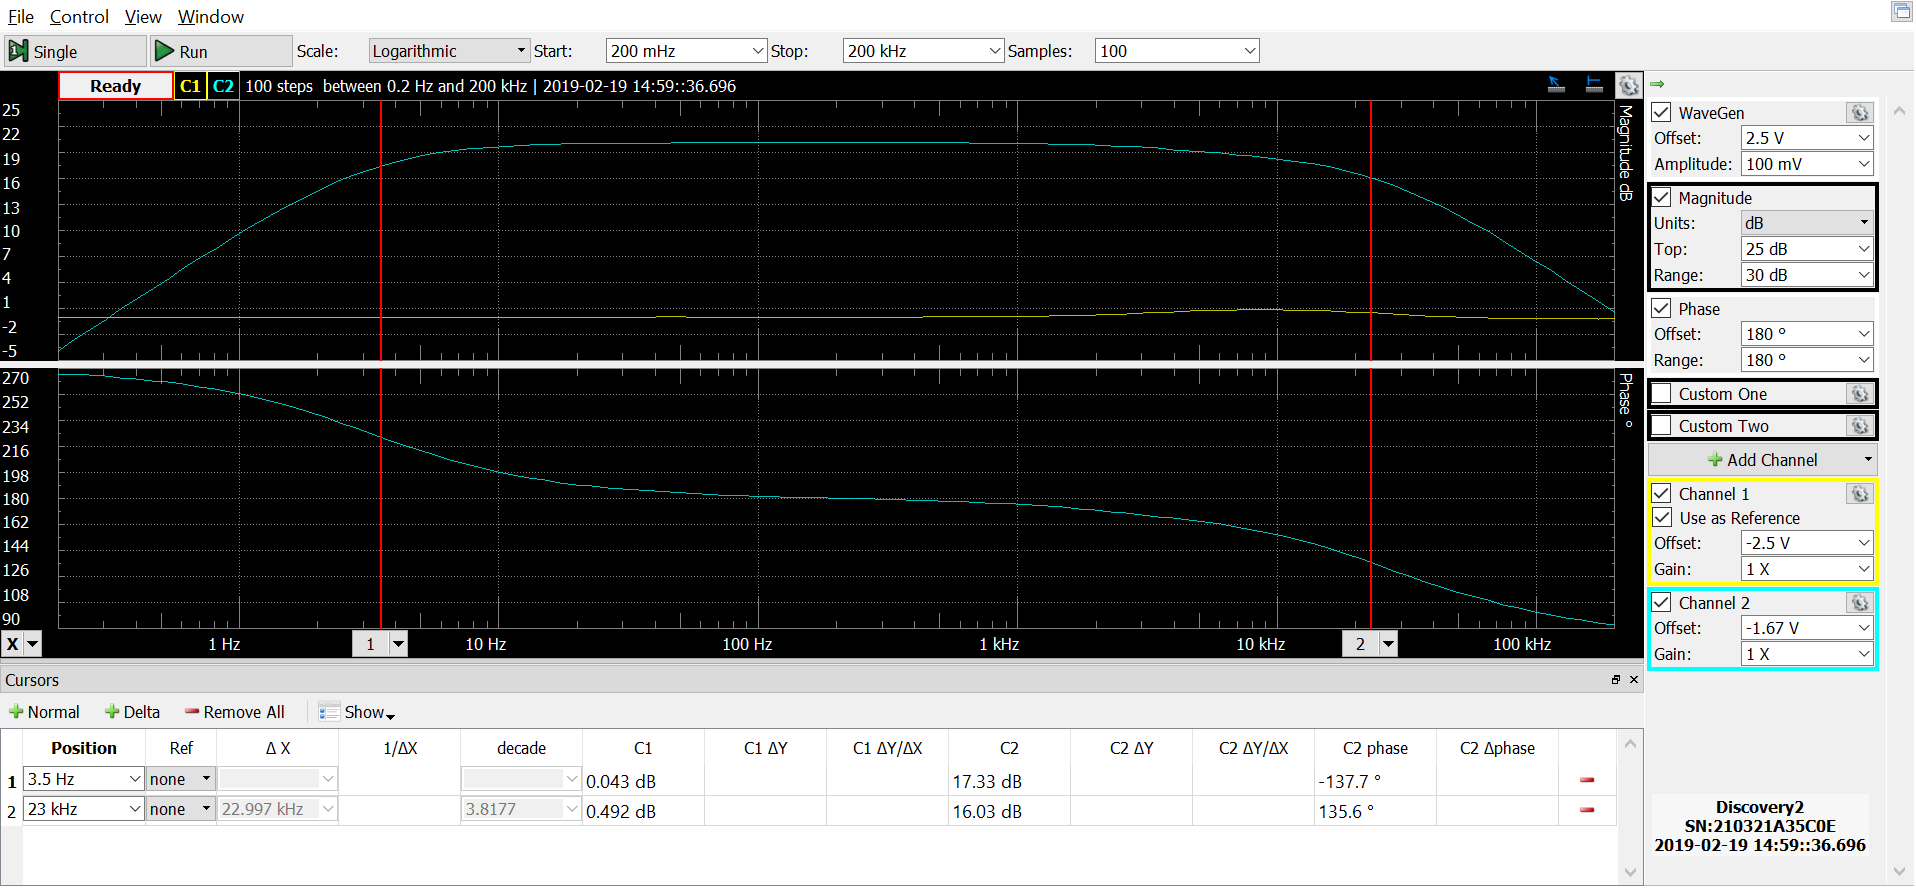 File Control View Window
Single Run Scale: Logarithmic Start: 200 mHz Stop: 200 kHz Samples: 100
Ready C1 C2 100 steps between 0.2 Hz and 200 kHz | 2019-02-19 14:59::36.696
25
22
19
16
13
10
7
4
1
-2
-5
Magnitude dB
270
252
234
216
198
180
162
144
126
108
90
Phase °
X 1 Hz 1 10 Hz 100 Hz 1 kHz 10 kHz 2 100 kHz
WaveGen
Offset: 2.5 V
Amplitude: 100 mV
Magnitude
Units: dB
Top: 25 dB
Range: 30 dB
Phase
Offset: 180 °
Range: 180 °
Custom One
Custom Two
Add Channel
Channel 1
Use as Reference
Offset: -2.5 V
Gain: 1 X
Channel 2
Offset: -1.67 V
Gain: 1 X
Discovery2
SN:210321A35C0E
2019-02-19 14:59::36.696
Cursors
Normal Delta Remove All Show
Position Ref Δ X 1/ΔX decade C1 C1 ΔY C1 ΔY/ΔX C2 C2 ΔY C2 ΔY/ΔX C2 phase C2 Δphase
1 3.5 Hz none 0.043 dB 17.33 dB -137.7 °
2 23 kHz none 22.997 kHz 3.8177 0.492 dB 16.03 dB 135.6 °